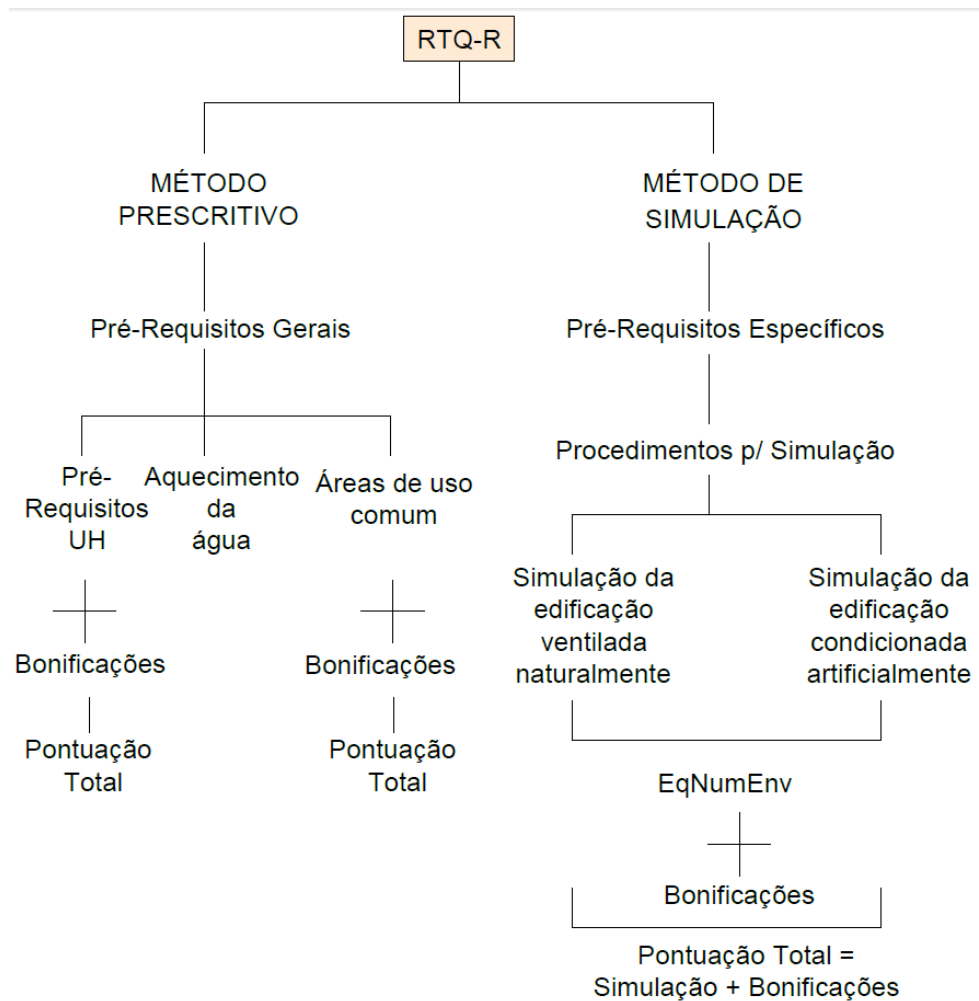 RTQ-R
MÉTODO
PRESCRITIVO
MÉTODO DE
SIMULAÇÃO
Pré-Requisitos Gerais
Pré-Requisitos Específicos
Pré-
Requisitos
UH
Aquecimento
da
água
Áreas de uso
comum
Procedimentos p/ Simulação
Bonificações
Bonificações
Simulação da
edificação
ventilada
naturalmente
Simulação da
edificação
condicionada
artificialmente
Pontuação
Total
Pontuação
Total
EqNumEnv
Bonificações
Pontuação Total =
Simulação + Bonificações